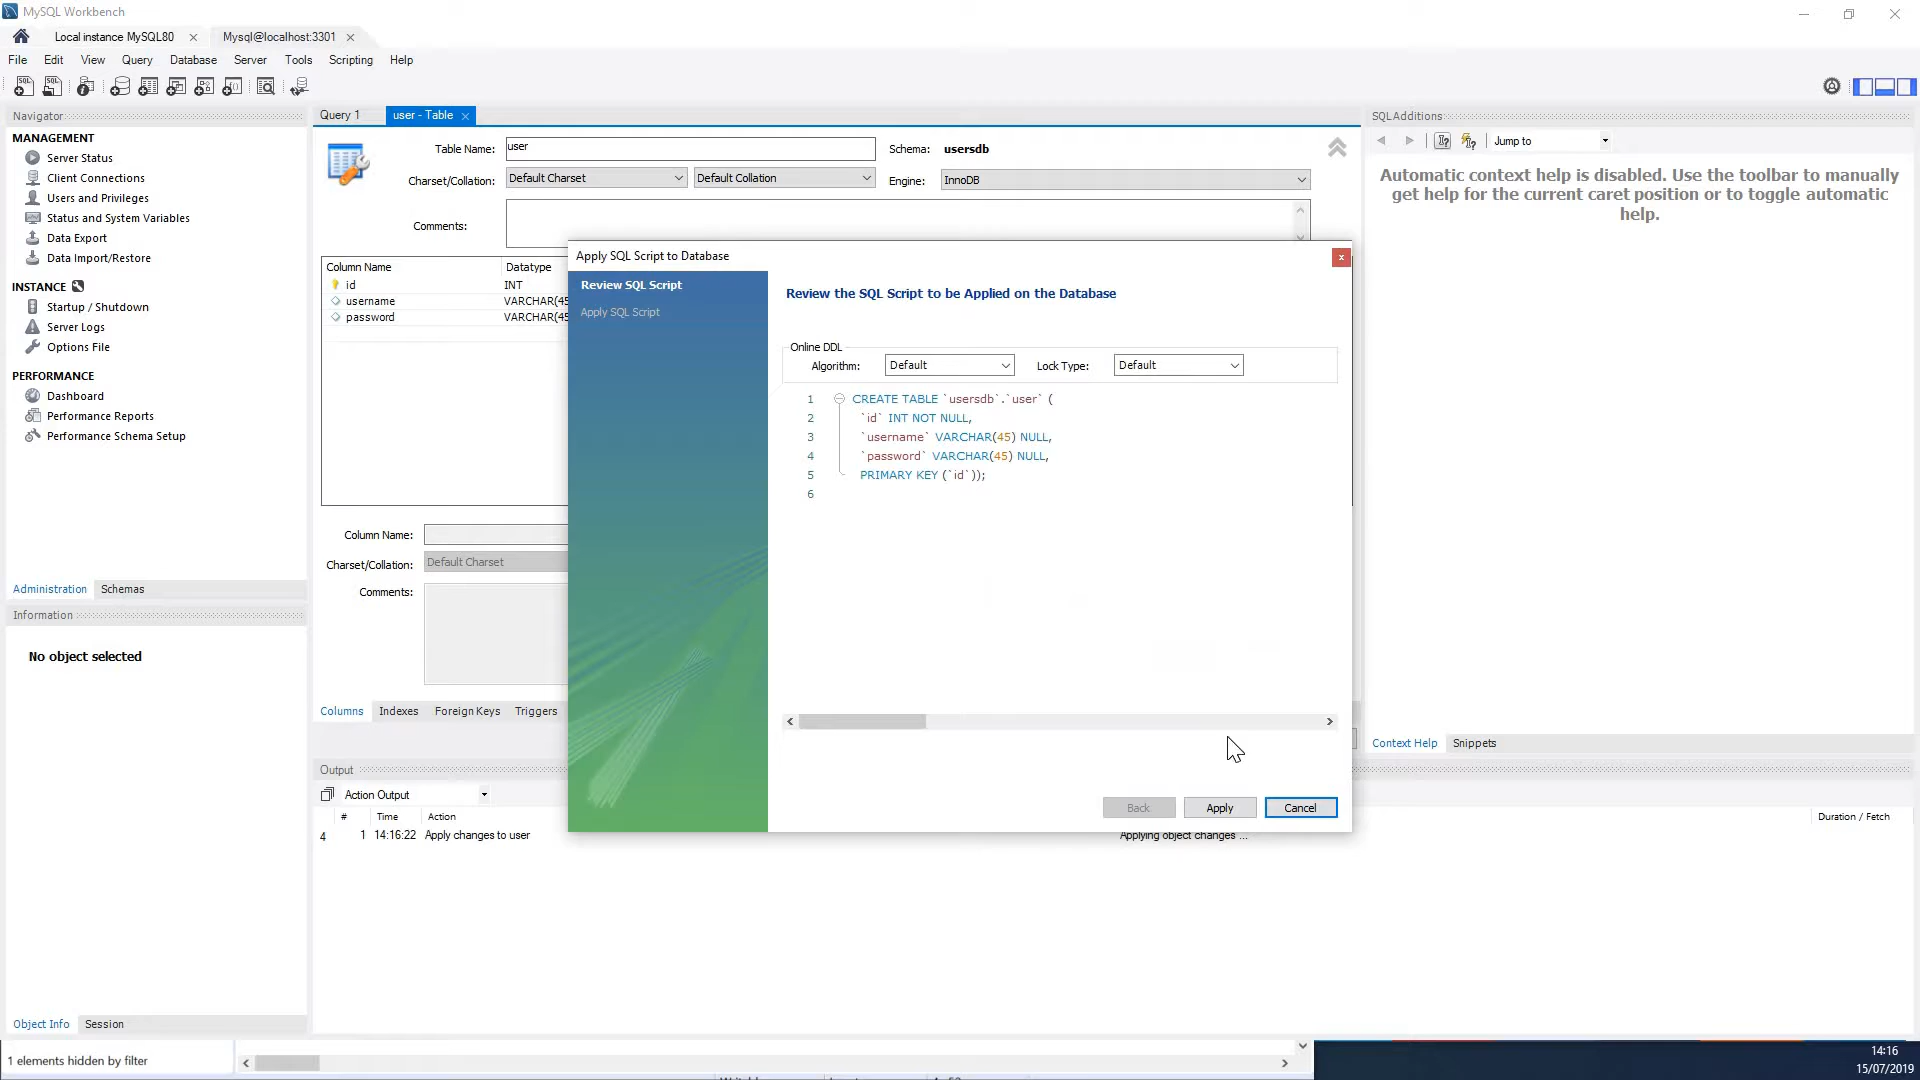 MySQL Workbench
Local instance MySQL80
Mysql@localhost:3301
File Edit View Query Database Server Tools Scripting Help
Navigator
MANAGEMENT
Server Status
Client Connections
Users and Privileges
Status and System Variables
Data Export
Data Import/Restore
INSTANCE
Startup / Shutdown
Server Logs
Options File
PERFORMANCE
Dashboard
Performance Reports
Performance Schema Setup
Administration Schemas
Information
No object selected
Object Info Session
1 elements hidden by filter
Query 1
user - Table
Table Name: user
Schema: usersdb
Charset/Collation: Default Charset Default Collation
Engine: InnoDB
Comments:
Column Name Datatype
id INT
username VARCHAR(45
password VARCHAR(45
Column Name:
Charset/Collation: Default Charset
Comments:
Columns Indexes Foreign Keys Triggers
Apply SQL Script to Database
Review SQL Script
Apply SQL Script
Review the SQL Script to be Applied on the Database
Online DDL
Algorithm: Default
Lock Type: Default
1 CREATE TABLE `usersdb`.`user` (
2 `id` INT NOT NULL,
3 `username` VARCHAR(45) NULL,
4 `password` VARCHAR(45) NULL,
5 PRIMARY KEY (`id`));
6
Back Apply Cancel
Output
Action Output
# Time Action Duration / Fetch
4 1 14:16:22 Apply changes to user Applying object changes ...
SQLAdditions
Jump to
Automatic context help is disabled. Use the toolbar to manually
get help for the current caret position or to toggle automatic
help.
Context Help Snippets
14:16
15/07/2019